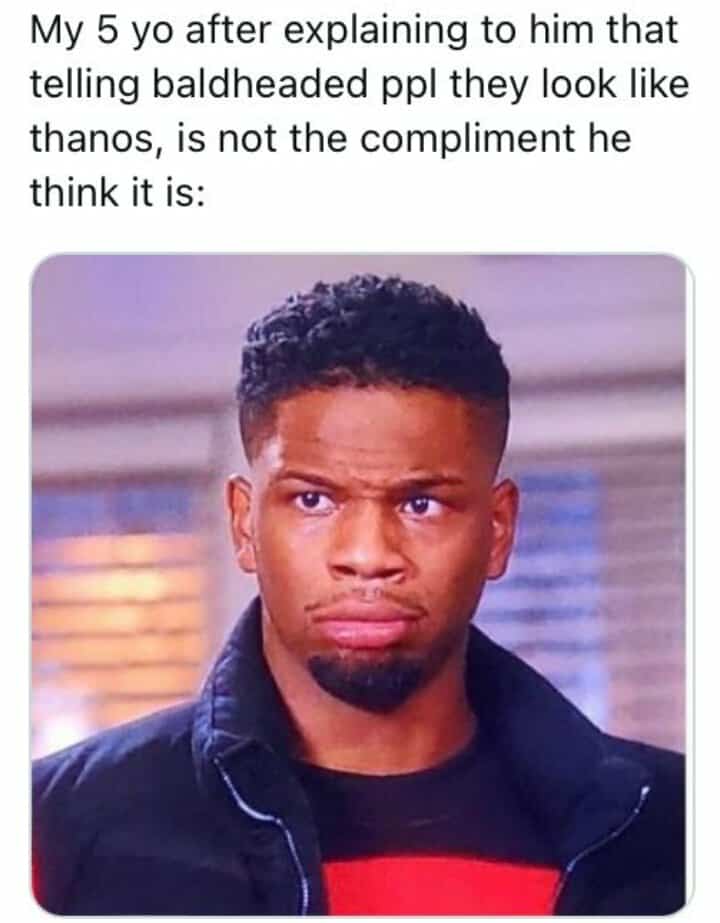 My 5 yo after explaining to him that
telling baldheaded ppl they look like
thanos, is not the compliment he
think it is: